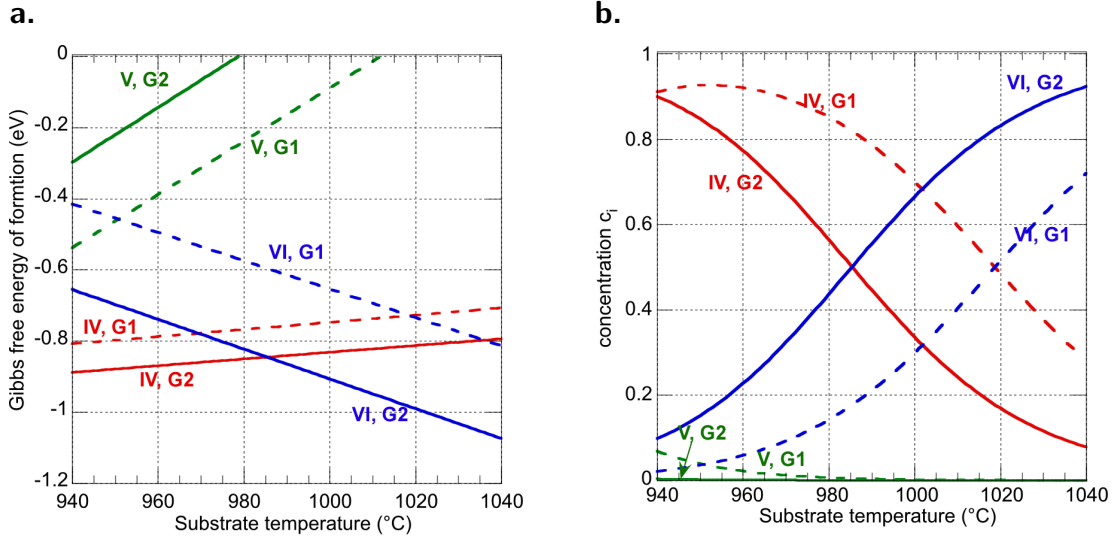 a.
Gibbs free energy of formtion (eV)
0
-0.2
-0.4
-0.6
-0.8
-1
-1.2
V, G2
V, G1
VI, G1
IV, G1
IV, G2
VI, G2
940 960 980 1000 1020 1040
Substrate temperature (°C)
b.
concentration cᵢ
1
0.8
0.6
0.4
0.2
0
IV, G1
VI, G2
IV, G2
VI, G1
V, G2
V, G1
940 960 980 1000 1020 1040
Substrate temperature (°C)